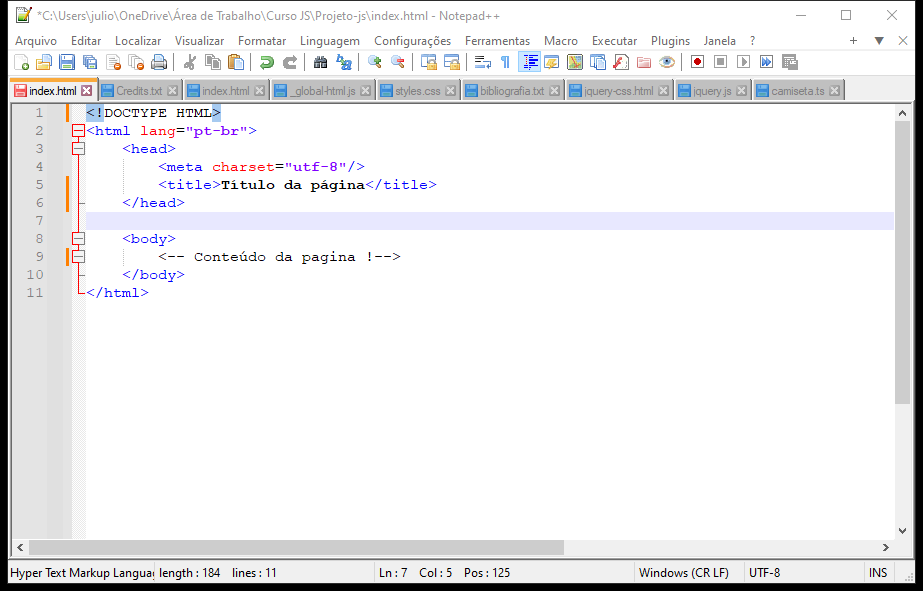 *C:\Users\julio\OneDrive\Área de Trabalho\Curso JS\Projeto-js\index.html - Notepad++
Arquivo Editar Localizar Visualizar Formatar Linguagem Configurações Ferramentas Macro Executar Plugins Janela ? + ▼ X
index.html Credits.txt index.html _global-html.js styles.css bibliografia.txt jquery-css.html jquery.js camiseta.ts
1 <!DOCTYPE HTML>
2 <html lang="pt-br">
3 <head>
4 <meta charset="utf-8"/>
5 <title>Título da página</title>
6 </head>
7
8 <body>
9 <-- Conteúdo da pagina !-->
10 </body>
11 </html>
Hyper Text Markup Langua length : 184 lines : 11 Ln : 7 Col : 5 Pos : 125 Windows (CR LF) UTF-8 INS